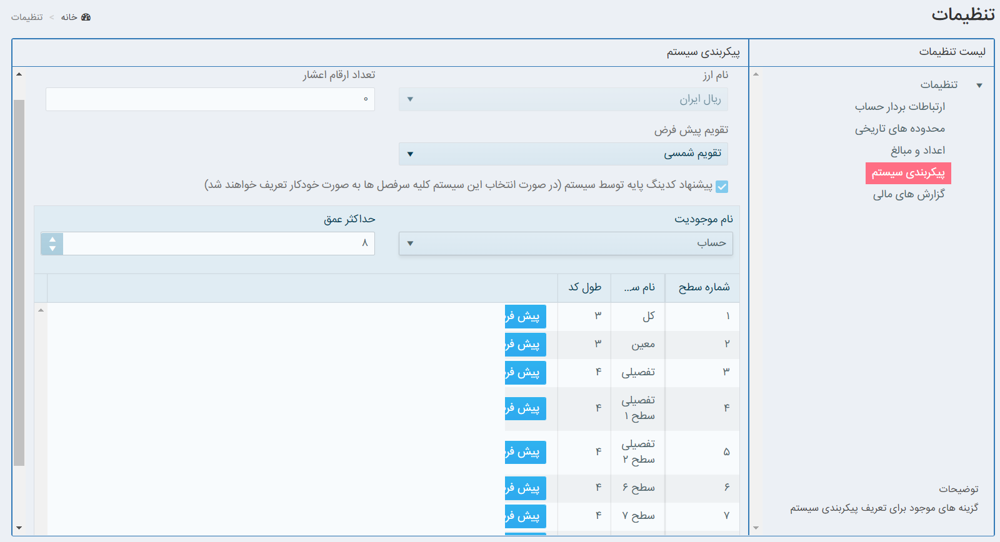 تنظیمات
خانه > تنظیمات
لیست تنظیمات
تنظیمات
ارتباطات بردار حساب
محدوده های تاریخی
اعداد و مبالغ
پیکربندی سیستم
گزارش های مالی
توضیحات
گزینه های موجود برای تعریف پیکربندی سیستم
پیکربندی سیستم
نام ارز
تعداد ارقام اعشار
ریال ایران
۰
تقویم پیش فرض
تقویم شمسی
پیشنهاد کدینگ پایه توسط سیستم (در صورت انتخاب این سیستم کلیه سرفصل ها به صورت خودکار تعریف خواهند شد)
نام موجودیت
حداکثر عمق
حساب
۸
شماره سطح نام سـ... طول کد
۱ کل ۳ پیش فر
۲ معین ۳ پیش فر
۳ تفصیلی ۴ پیش فر
۴ تفصیلی سطح ۱ ۴ پیش فر
۵ تفصیلی سطح ۲ ۴ پیش فر
۶ سطح ۶ ۴ پیش فر
۷ سطح ۷ ۴ پیش فر